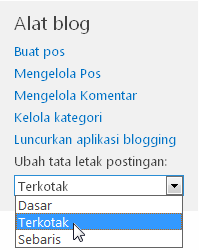 Alat blog
Buat pos
Mengelola Pos
Mengelola Komentar
Kelola kategori
Luncurkan aplikasi blogging
Ubah tata letak postingan:
Terkotak
Dasar
Terkotak
Sebaris